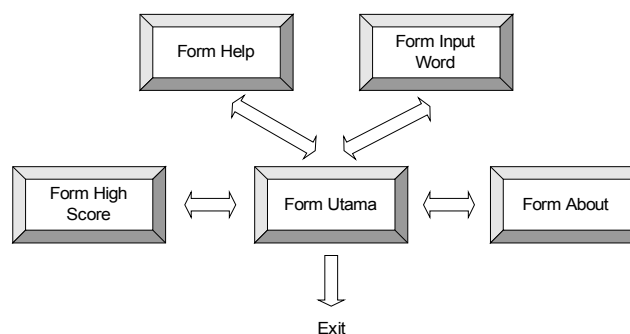 Form Help
Form Input
Word
Form High
Score
Form Utama
Form About
Exit